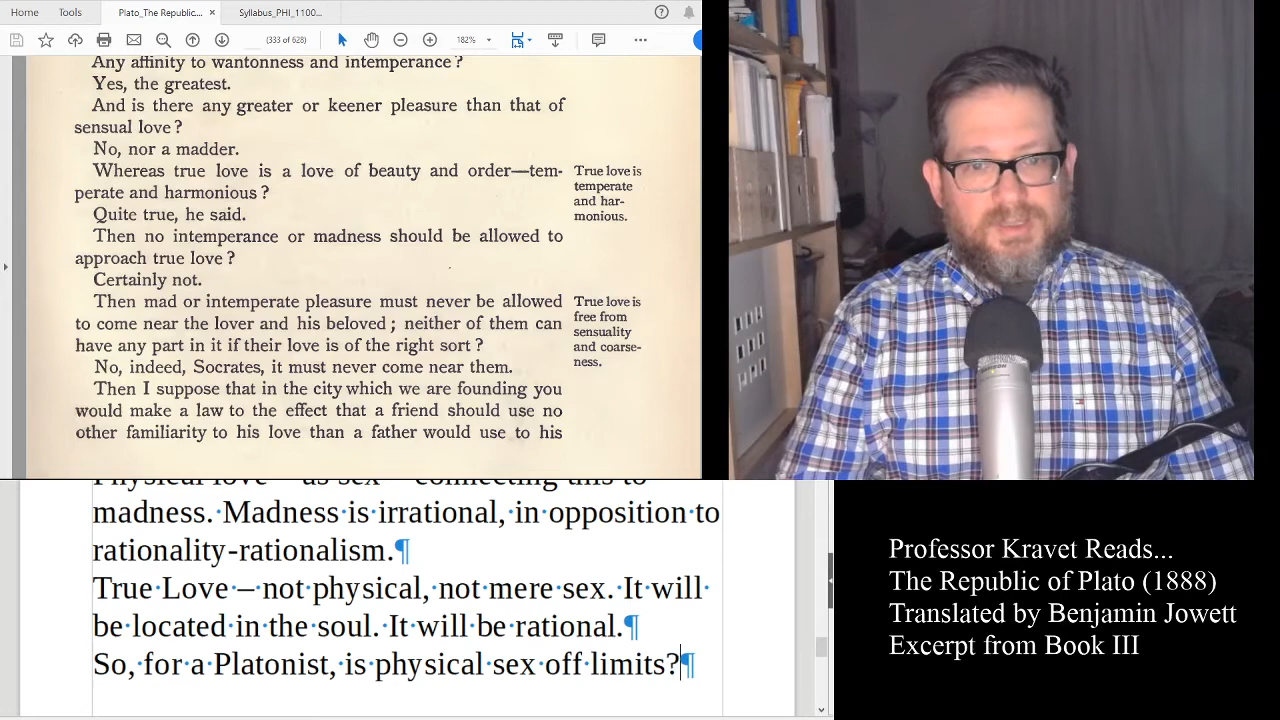 Home Tools Plato_The Republic.... × Syllabus_PHI_1100...
(333 of 628) 182%
Any affinity to wantonness and intemperance ?
Yes, the greatest.
And is there any greater or keener pleasure than that of
sensual love ?
No, nor a madder.
Whereas true love is a love of beauty and order—tem-
perate and harmonious ?
Quite true, he said.
Then no intemperance or madness should be allowed to
approach true love ?
Certainly not.
Then mad or intemperate pleasure must never be allowed
to come near the lover and his beloved ; neither of them can
have any part in it if their love is of the right sort ?
No, indeed, Socrates, it must never come near them.
Then I suppose that in the city which we are founding you
would make a law to the effect that a friend should use no
other familiarity to his love than a father would use to his
True love is
temperate
and har-
monious.
True love is
free from
sensuality
and coarse-
ness.
Physical love – as sex – connecting this to
madness. Madness is irrational, in opposition to
rationality-rationalism.¶
True Love – not physical, not mere sex. It will
be located in the soul. It will be rational.¶
So, for a Platonist, is physical sex off limits?¶
Professor Kravet Reads...
The Republic of Plato (1888)
Translated by Benjamin Jowett
Excerpt from Book III